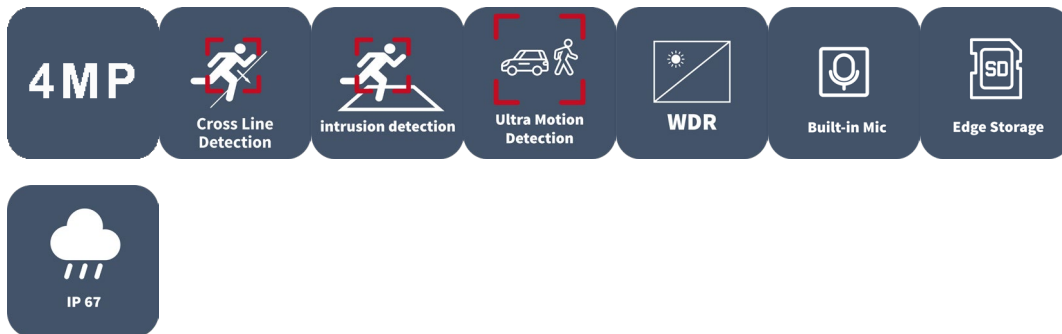 4MP
Cross Line
Detection
intrusion detection
Ultra Motion
Detection
WDR
Built-in Mic
SD
Edge Storage
IP 67